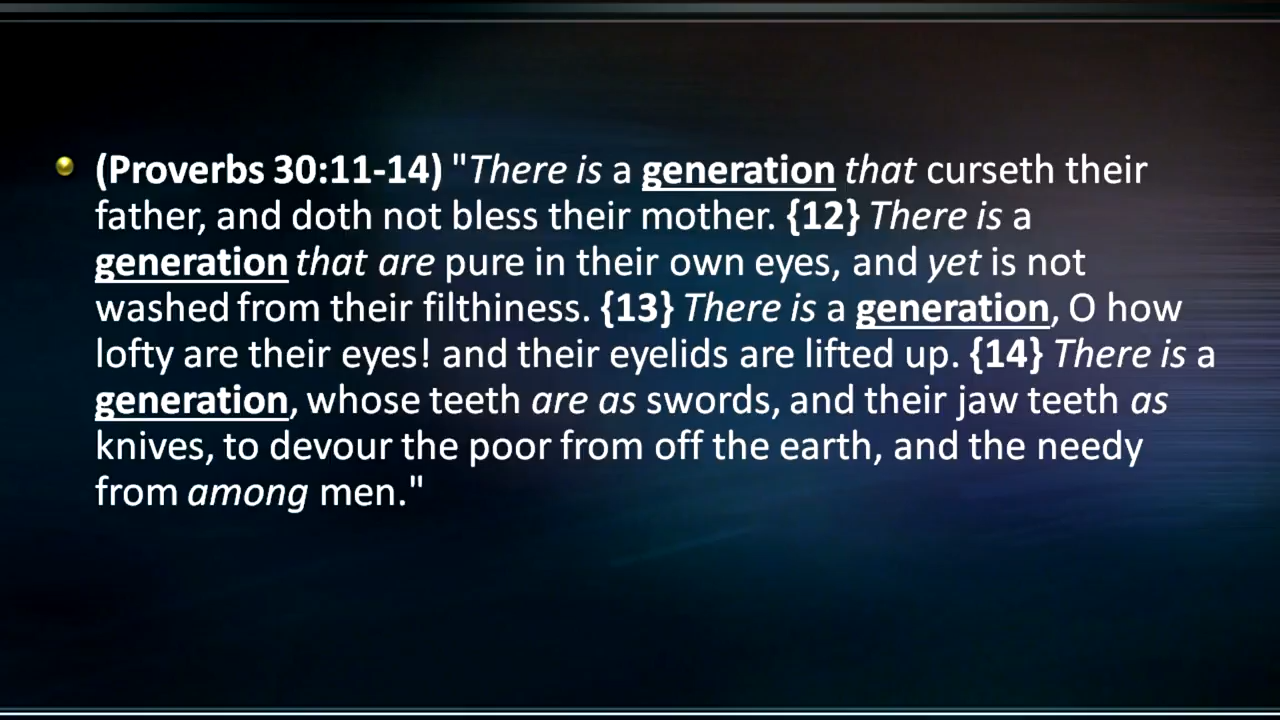 (Proverbs 30:11-14) "There is a generation that curseth their
father, and doth not bless their mother. {12} There is a
generation that are pure in their own eyes, and yet is not
washed from their filthiness. {13} There is a generation, O how
lofty are their eyes! and their eyelids are lifted up. {14} There is a
generation, whose teeth are as swords, and their jaw teeth as
knives, to devour the poor from off the earth, and the needy
from among men."